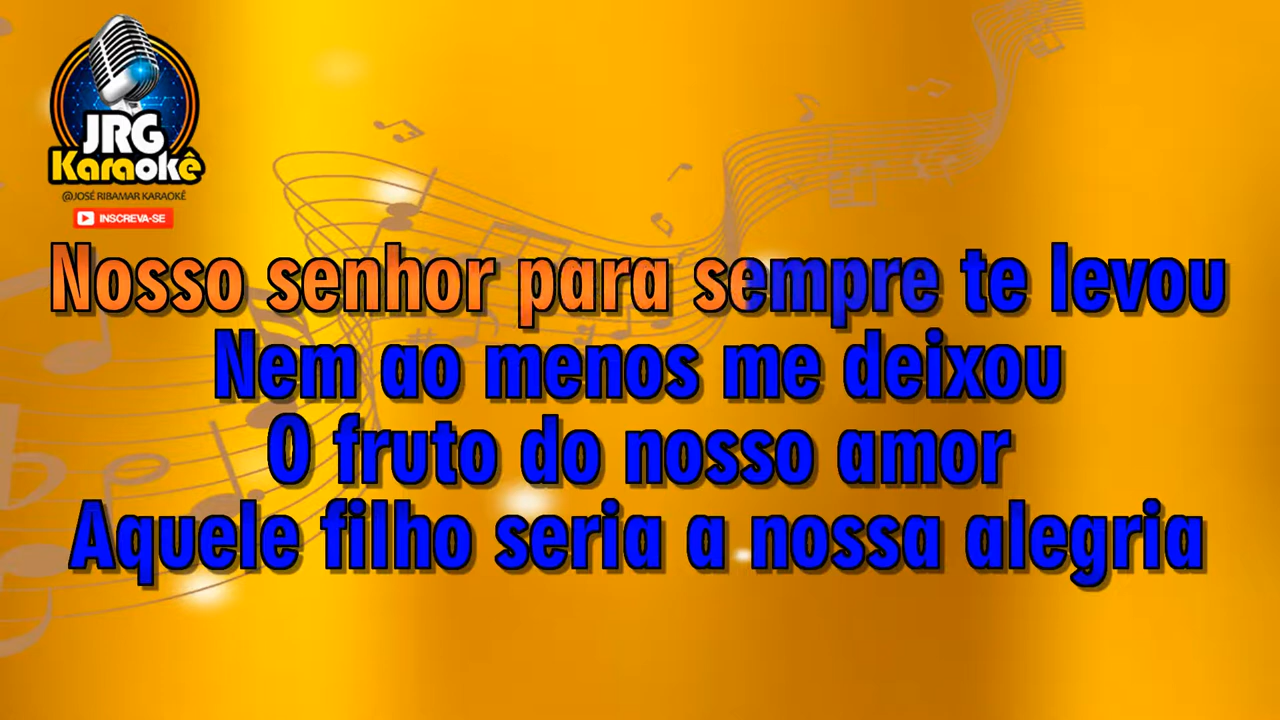 JRG
Karaokê
@JOSÉ RIBAMAR KARAOKÊ
INSCREVA-SE
Nosso senhor para sempre te levou
Nem ao menos me deixou
O fruto do nosso amor
Aquele filho seria a nossa alegria